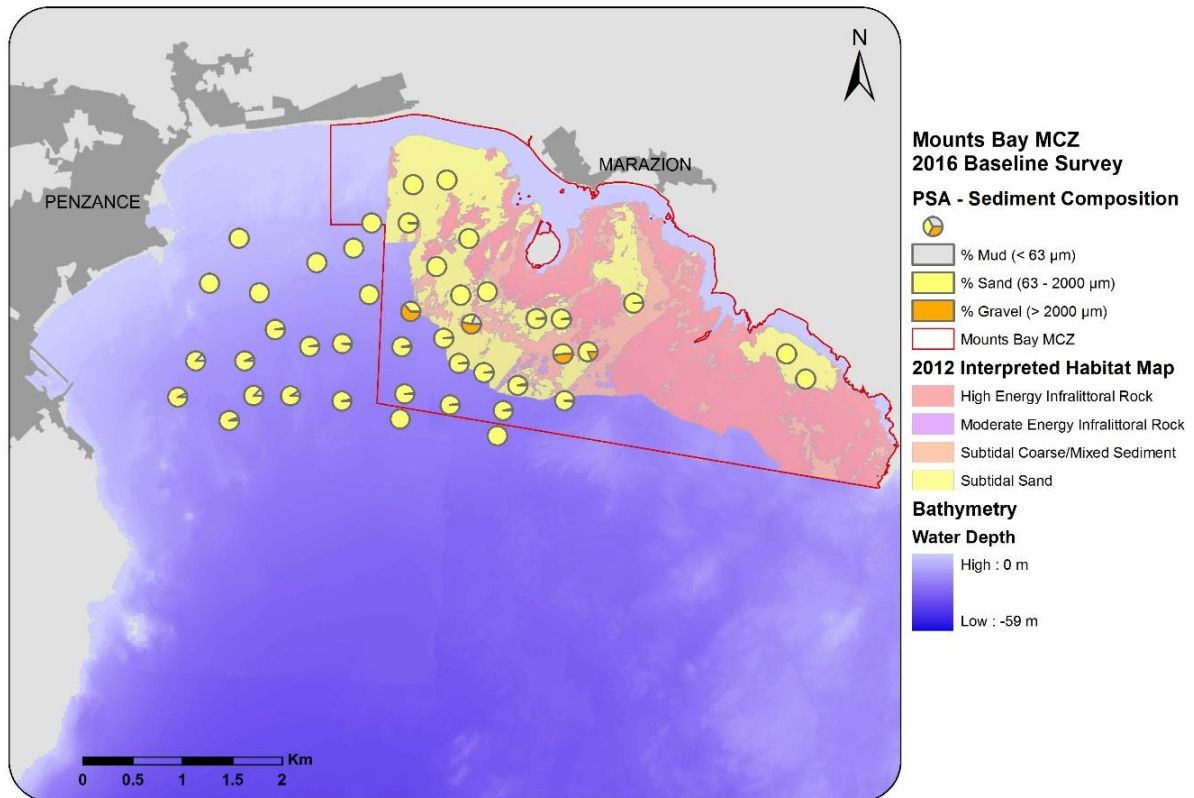 N
MARAZION
PENZANCE
Km
0 0.5 1 1.5 2
Mounts Bay MCZ
2016 Baseline Survey
PSA - Sediment Composition
% Mud (< 63 µm)
% Sand (63 - 2000 µm)
% Gravel (> 2000 µm)
Mounts Bay MCZ
2012 Interpreted Habitat Map
High Energy Infralittoral Rock
Moderate Energy Infralittoral Rock
Subtidal Coarse/Mixed Sediment
Subtidal Sand
Bathymetry
Water Depth
High : 0 m
Low : -59 m